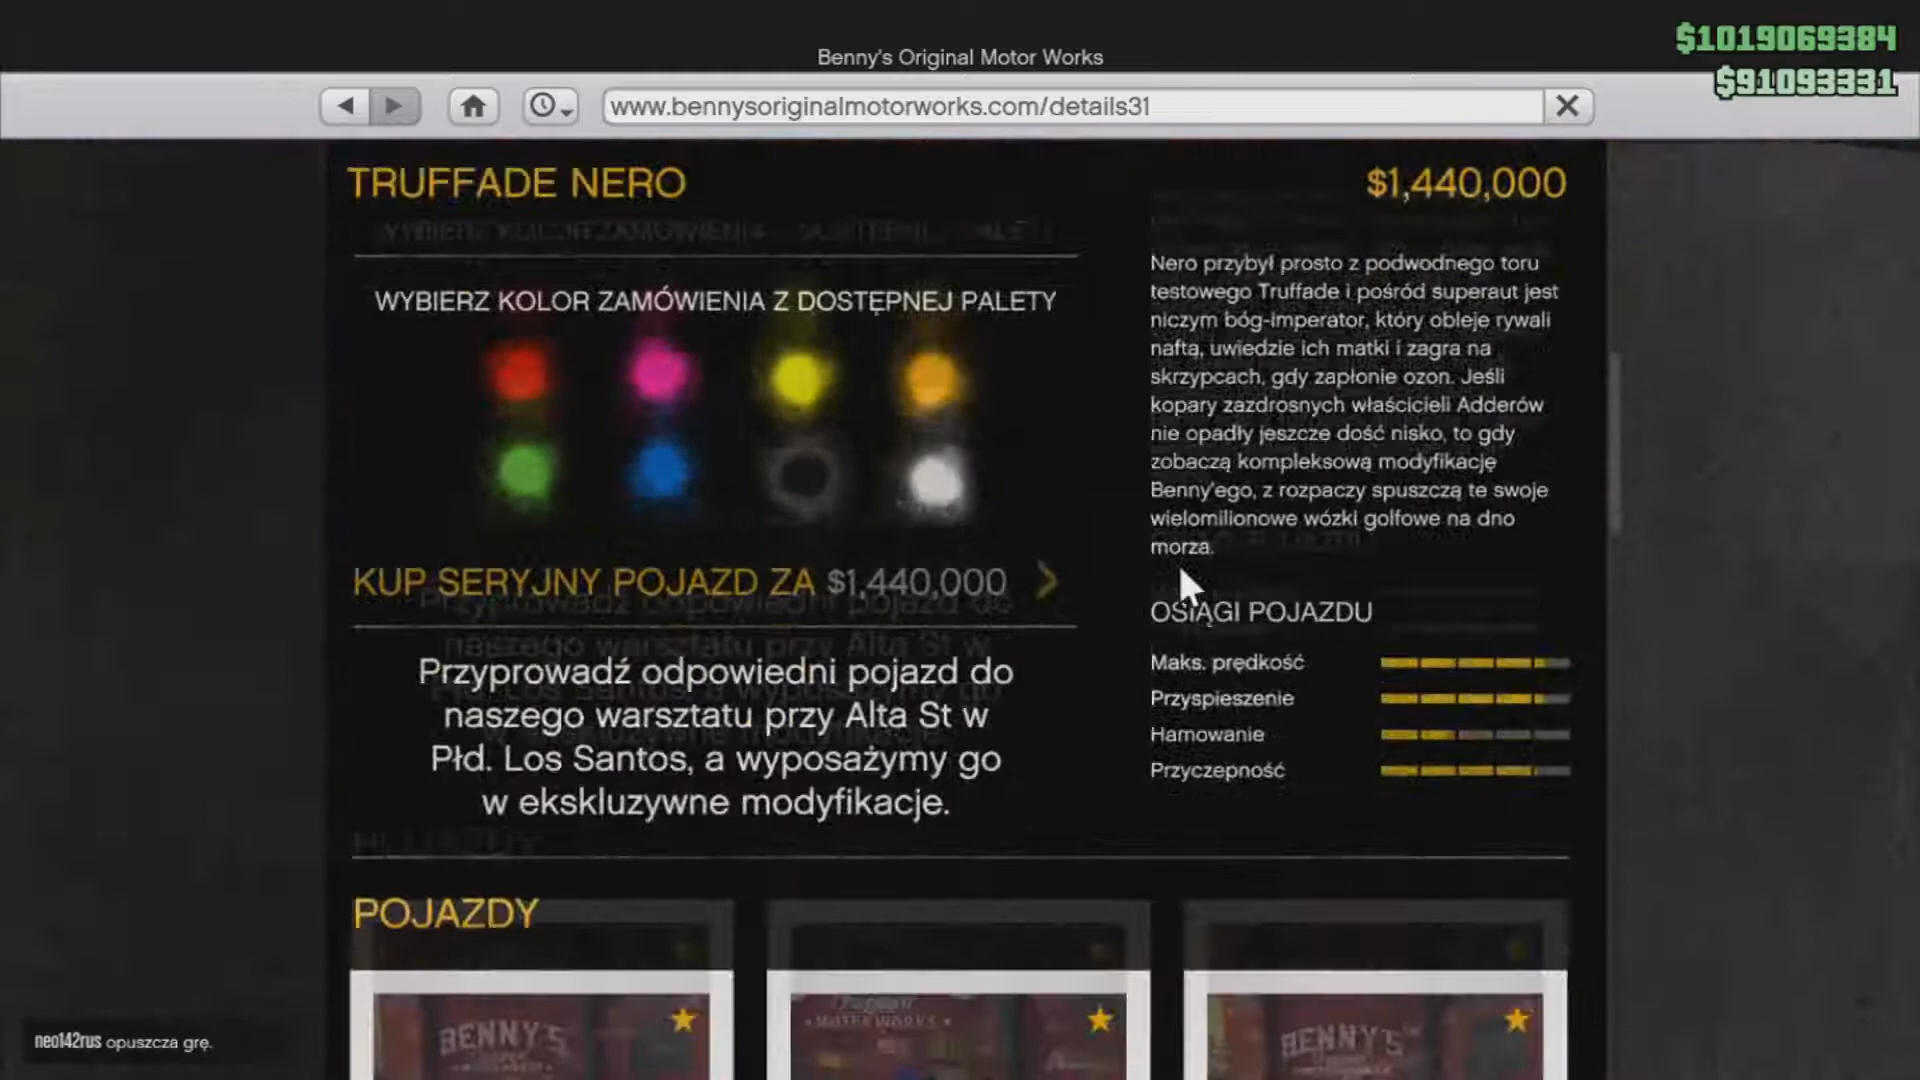 $1019069384
Benny's Original Motor Works
$91093331
www.bennysoriginalmotorworks.com/details31
TRUFFADE NERO
$1,440,000
WYBIERZ KOLOR ZAMÓWIENIA Z DOSTĘPNEJ PALETY
Nero przybył prosto z podwodnego toru
testowego Truffade i pośród superaut jest
niczym bóg-imperator, który obleje rywali
naftą, uwiedzie ich matki i zagra na
skrzypcach, gdy zapłonie ozon. Jeśli
kopary zazdrosnych właścicieli Adderów
nie opadły jeszcze dość nisko, to gdy
zobaczą kompleksową modyfikację
Benny'ego, z rozpaczy spuszczą te swoje
wielomilionowe wózki golfowe na dno
morza.
KUP SERYJNY POJAZD ZA $1,440,000
Przyprowadź odpowiedni pojazd do
naszego warsztatu przy Alta St w
Płd. Los Santos, a wyposażymy go
w ekskluzywne modyfikacje.
OSIĄGI POJAZDU
Maks. prędkość
Przyspieszenie
Hamowanie
Przyczepność
POJAZDY
BENNY'S
MOTOR WORKS
BENNY'S
neo142rus opuszcza grę.